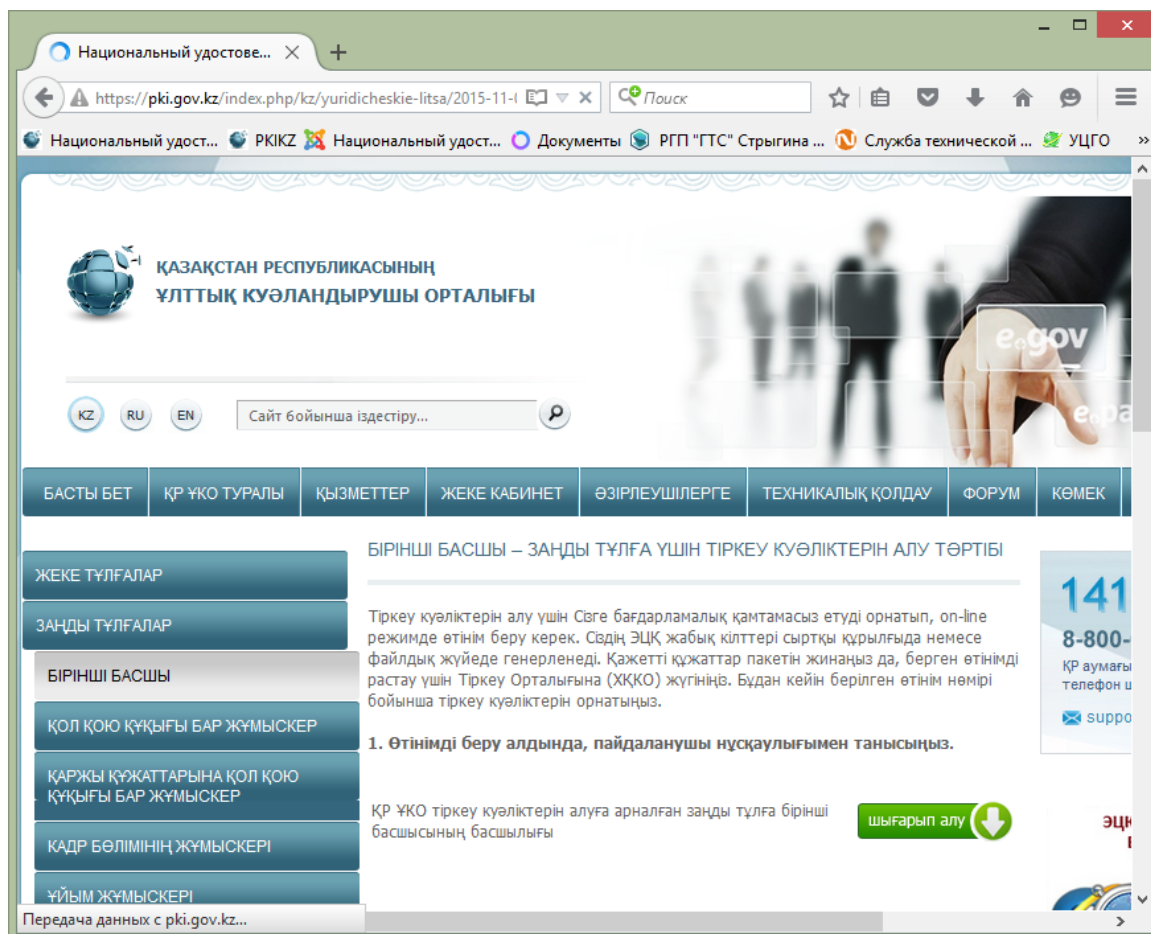 Национальный удостове...
https://pki.gov.kz/index.php/kz/yuridicheskie-litsa/2015-11-(
Поиск
Национальный удост...
PKIKZ
Национальный удост...
Документы
РГП "ГТС" Стрыгина ...
Служба технической ...
УЦГО
»
ҚАЗАҚСТАН РЕСПУБЛИКАСЫНЫҢ
ҰЛТТЫҚ КУӘЛАНДЫРУШЫ ОРТАЛЫҒЫ
e.gov
e.pa
KZ
RU
EN
Сайт бойынша іздестіру...
БАСТЫ БЕТ
ҚР ҰКО ТУРАЛЫ
ҚЫЗМЕТТЕР
ЖЕКЕ КАБИНЕТ
ӘЗІРЛЕУШІЛЕРГЕ
ТЕХНИКАЛЫҚ ҚОЛДАУ
ФОРУМ
КӨМЕК
ЖЕКЕ ТҰЛҒАЛАР
ЗАҢДЫ ТҰЛҒАЛАР
БІРІНШІ БАСШЫ
ҚОЛ ҚОЮ ҚҰҚЫҒЫ БАР ЖҰМЫСКЕР
ҚАРЖЫ ҚҰЖАТТАРЫНА ҚОЛ ҚОЮ
ҚҰҚЫҒЫ БАР ЖҰМЫСКЕР
КАДР БӨЛІМІНІҢ ЖҰМЫСКЕРІ
ҰЙЫМ ЖҰМЫСКЕРІ
БІРІНШІ БАСШЫ – ЗАҢДЫ ТҰЛҒА ҮШІН ТІРКЕУ КУӘЛІКТЕРІН АЛУ ТӘРТІБІ
Тіркеу куәліктерін алу үшін Сізге бағдарламалық қамтамасыз етуді орнатып, on-line
режимде өтінім беру керек. Сіздің ЭЦҚ жабық кілттері сыртқы құрылғыда немесе
файлдық жүйеде генерленеді. Қажетті құжаттар пакетін жинаңыз да, берген өтінімді
растау үшін Тіркеу Орталығына (ХҚКО) жүгініңіз. Бұдан кейін берілген өтінім нөмірі
бойынша тіркеу куәліктерін орнатыңыз.
1. Өтінімді беру алдында, пайдаланушы нұсқаулығымен танысыңыз.
ҚР ҰКО тіркеу куәліктерін алуға арналған заңды тұлға бірінші
басшысының басшылығы
шығарып алу
141
8-800-
ҚР аумағы
телефон ш
suppo
ЭЦҚ
Передача данных с pki.gov.kz...